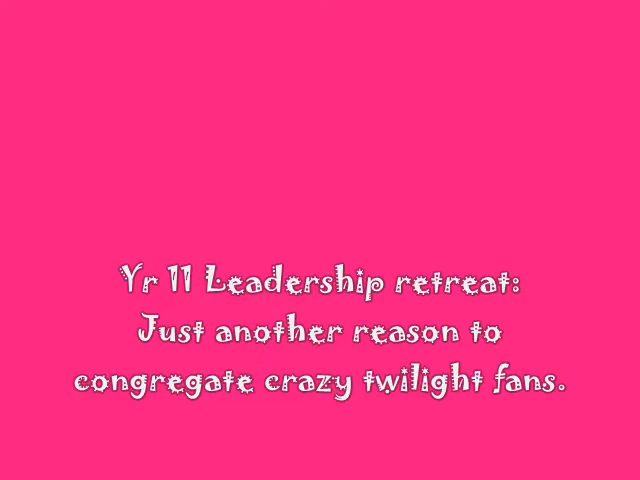 Yr 11 Leadership retreat:
Just another reason to
congregate crazy twilight fans.